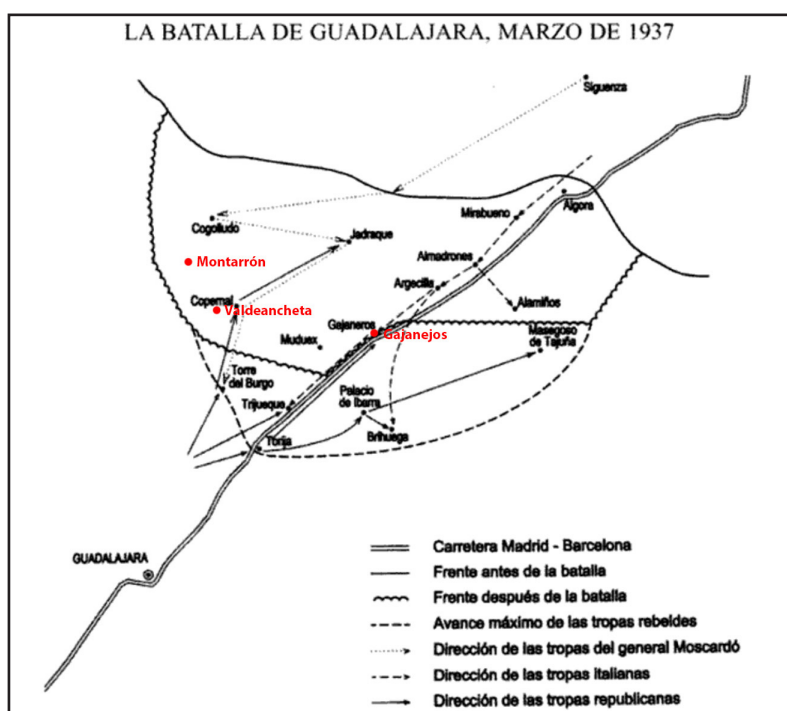 LA BATALLA DE GUADALAJARA, MARZO DE 1937
Siguenza
Algora
Mirabueno
Cogolludo
Jadraque
Almadrones
Montarrón
Argecilla
Copernal
Valdeancheta
Alamiños
Gajaneros
Gajanejos
Masegoso
de Tajuña
Muduex
Torre
del Burgo
Trijueque
Palacio
de Ibarra
Brihuega
Torija
GUADALAJARA
Carretera Madrid - Barcelona
Frente antes de la batalla
Frente después de la batalla
Avance máximo de las tropas rebeldes
Dirección de las tropas del general Moscardó
Dirección de las tropas italianas
Dirección de las tropas republicanas